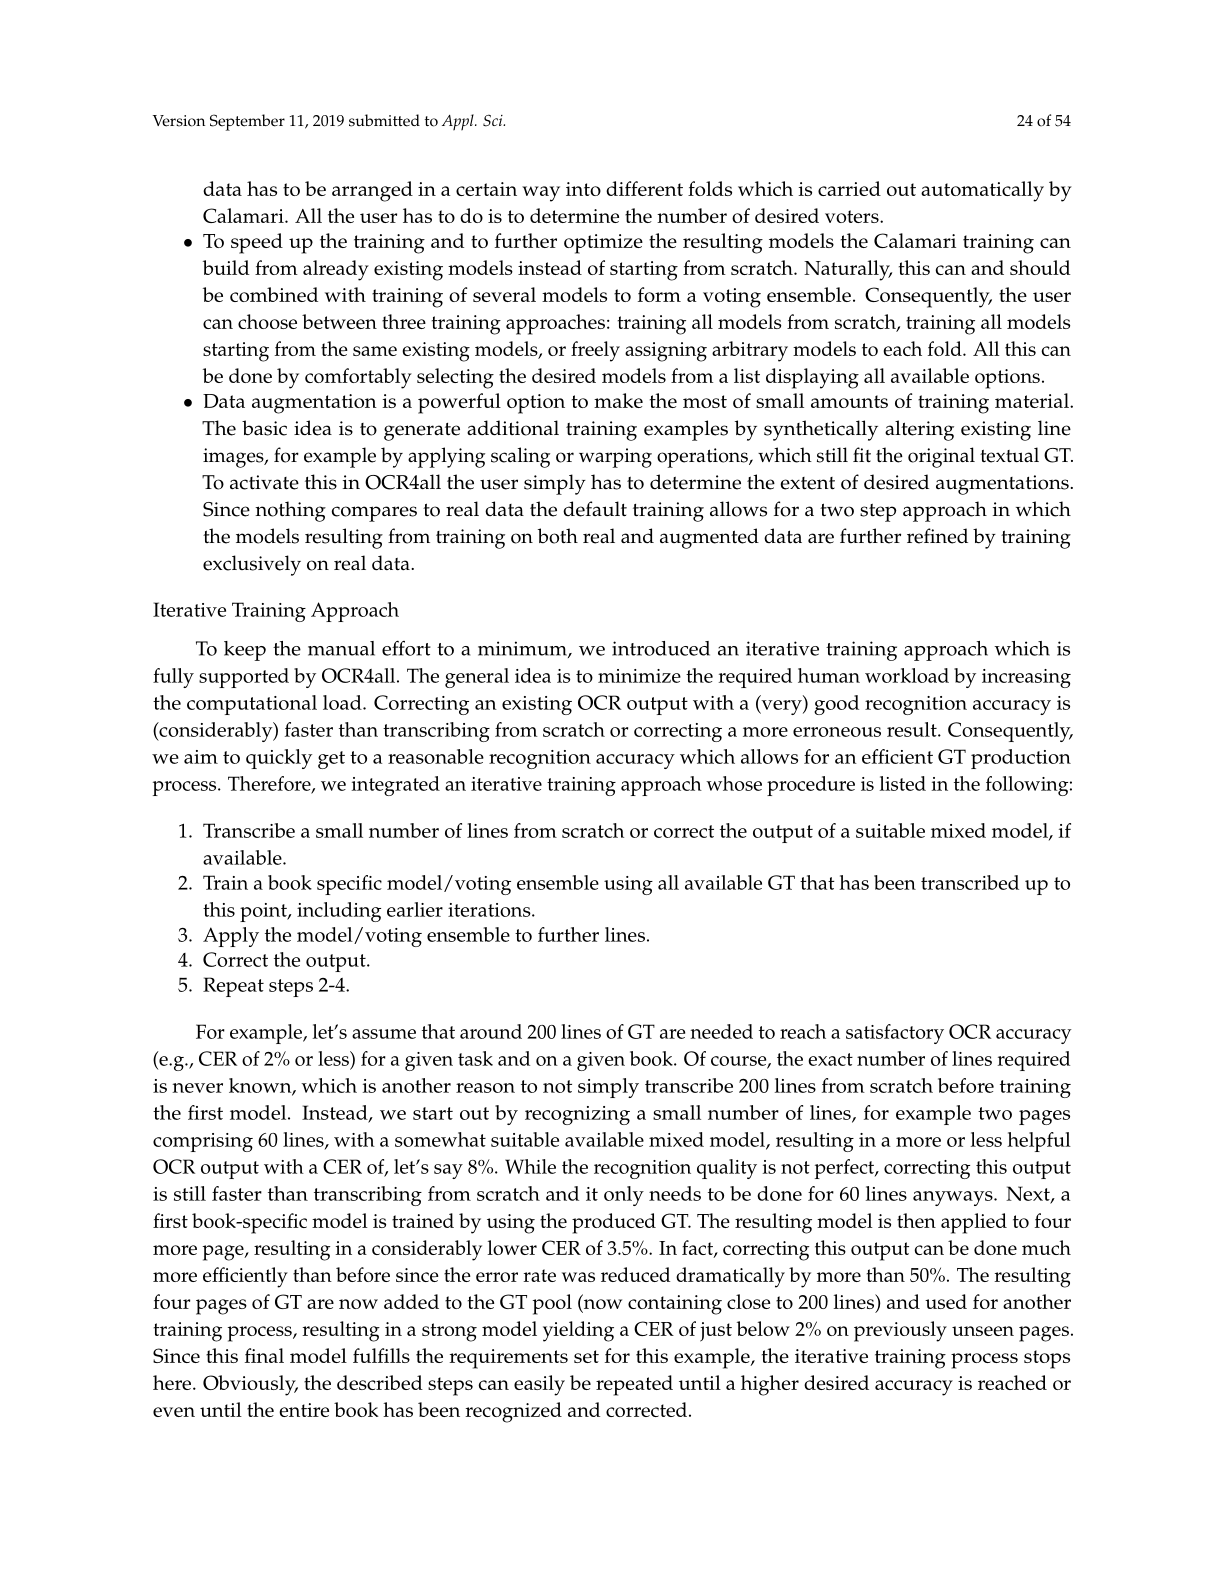 Version September 11, 2019 submitted to Appl. Sci.
24 of 54
data has to be arranged in a certain way into different folds which is carried out automatically by
Calamari. All the user has to do is to determine the number of desired voters.
• To speed up the training and to further optimize the resulting models the Calamari training can
build from already existing models instead of starting from scratch. Naturally, this can and should
be combined with training of several models to form a voting ensemble. Consequently, the user
can choose between three training approaches: training all models from scratch, training all models
starting from the same existing models, or freely assigning arbitrary models to each fold. All this can
be done by comfortably selecting the desired models from a list displaying all available options.
• Data augmentation is a powerful option to make the most of small amounts of training material.
The basic idea is to generate additional training examples by synthetically altering existing line
images, for example by applying scaling or warping operations, which still fit the original textual GT.
To activate this in OCR4all the user simply has to determine the extent of desired augmentations.
Since nothing compares to real data the default training allows for a two step approach in which
the models resulting from training on both real and augmented data are further refined by training
exclusively on real data.
Iterative Training Approach
To keep the manual effort to a minimum, we introduced an iterative training approach which is
fully supported by OCR4all. The general idea is to minimize the required human workload by increasing
the computational load. Correcting an existing OCR output with a (very) good recognition accuracy is
(considerably) faster than transcribing from scratch or correcting a more erroneous result. Consequently,
we aim to quickly get to a reasonable recognition accuracy which allows for an efficient GT production
process. Therefore, we integrated an iterative training approach whose procedure is listed in the following:
1. Transcribe a small number of lines from scratch or correct the output of a suitable mixed model, if
available.
2. Train a book specific model/voting ensemble using all available GT that has been transcribed up to
this point, including earlier iterations.
3. Apply the model/voting ensemble to further lines.
4. Correct the output.
5. Repeat steps 2-4.
For example, let's assume that around 200 lines of GT are needed to reach a satisfactory OCR accuracy
(e.g., CER of 2% or less) for a given task and on a given book. Of course, the exact number of lines required
is never known, which is another reason to not simply transcribe 200 lines from scratch before training
the first model. Instead, we start out by recognizing a small number of lines, for example two pages
comprising 60 lines, with a somewhat suitable available mixed model, resulting in a more or less helpful
OCR output with a CER of, let's say 8%. While the recognition quality is not perfect, correcting this output
is still faster than transcribing from scratch and it only needs to be done for 60 lines anyways. Next, a
first book-specific model is trained by using the produced GT. The resulting model is then applied to four
more page, resulting in a considerably lower CER of 3.5%. In fact, correcting this output can be done much
more efficiently than before since the error rate was reduced dramatically by more than 50%. The resulting
four pages of GT are now added to the GT pool (now containing close to 200 lines) and used for another
training process, resulting in a strong model yielding a CER of just below 2% on previously unseen pages.
Since this final model fulfills the requirements set for this example, the iterative training process stops
here. Obviously, the described steps can easily be repeated until a higher desired accuracy is reached or
even until the entire book has been recognized and corrected.